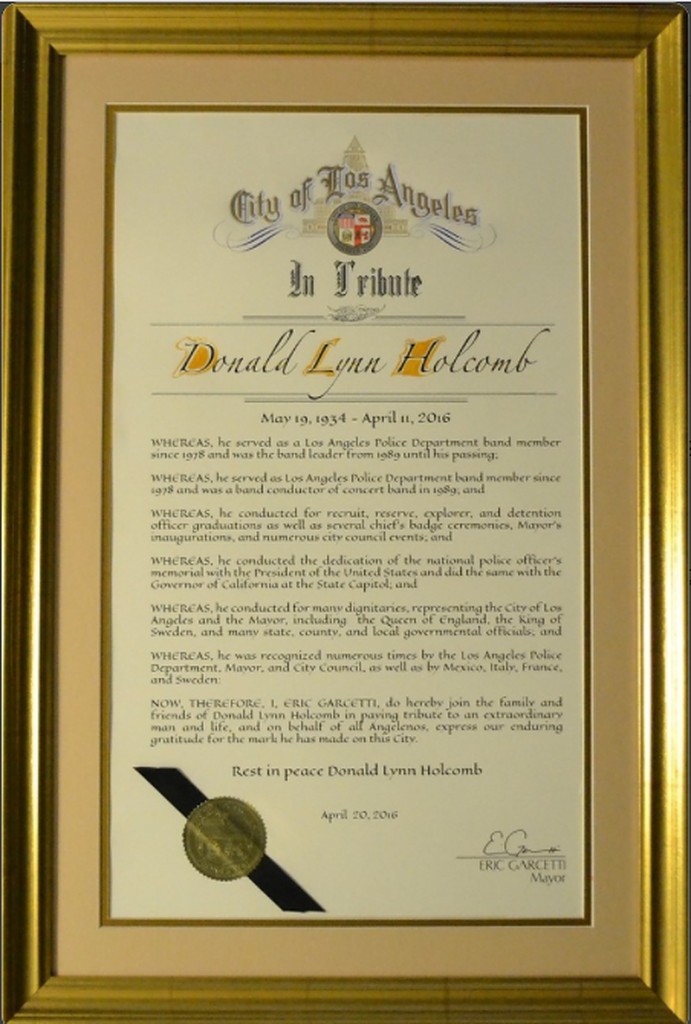 City of Los Angeles
In Tribute
Donald Lynn Holcomb
May 19, 1934 - April 11, 2016
WHEREAS, he served as a Los Angeles Police Department band member
since 1978 and was the band leader from 1989 until his passing;
WHEREAS, he served as Los Angeles Police Department band member since
1978 and was a band conductor of concert band in 1989; and
WHEREAS, he conducted for recruit, reserve, explorer, and detention
officer graduations as well as several chief's badge ceremonies, Mayor's
inaugurations, and numerous city council events; and
WHEREAS, he conducted the dedication of the national police officer's
memorial with the President of the United States and did the same with the
Governor of California at the State Capitol; and
WHEREAS, he conducted for many dignitaries, representing the City of Los
Angeles and the Mayor, including the Queen of England, the King of
Sweden, and many state, county, and local governmental officials; and
WHEREAS, he was recognized numerous times by the Los Angeles Police
Department, Mayor, and City Council, as well as by Mexico, Italy, France,
and Sweden:
NOW, THEREFORE, I, ERIC GARCETTI, do hereby join the family and
friends of Donald Lynn Holcomb in paying tribute to an extraordinary
man and life, and on behalf of all Angelenos, express our enduring
gratitude for the mark he has made on this City.
Rest in peace Donald Lynn Holcomb
April 20, 2016
ERIC GARCETTI
Mayor